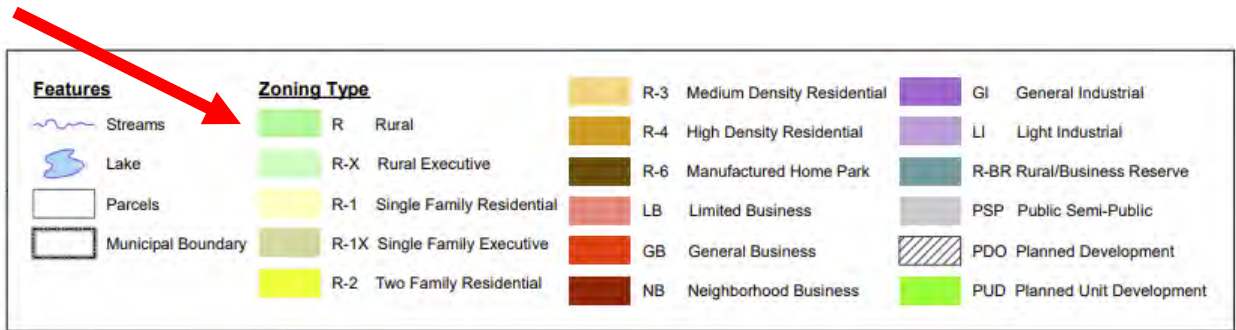 Features
Streams
Lake
Parcels
Municipal Boundary
Zoning Type
R Rural
R-X Rural Executive
R-1 Single Family Residential
R-1X Single Family Executive
R-2 Two Family Residential
R-3 Medium Density Residential
R-4 High Density Residential
R-6 Manufactured Home Park
LB Limited Business
GB General Business
NB Neighborhood Business
GI General Industrial
LI Light Industrial
R-BR Rural/Business Reserve
PSP Public Semi-Public
PDO Planned Development
PUD Planned Unit Development